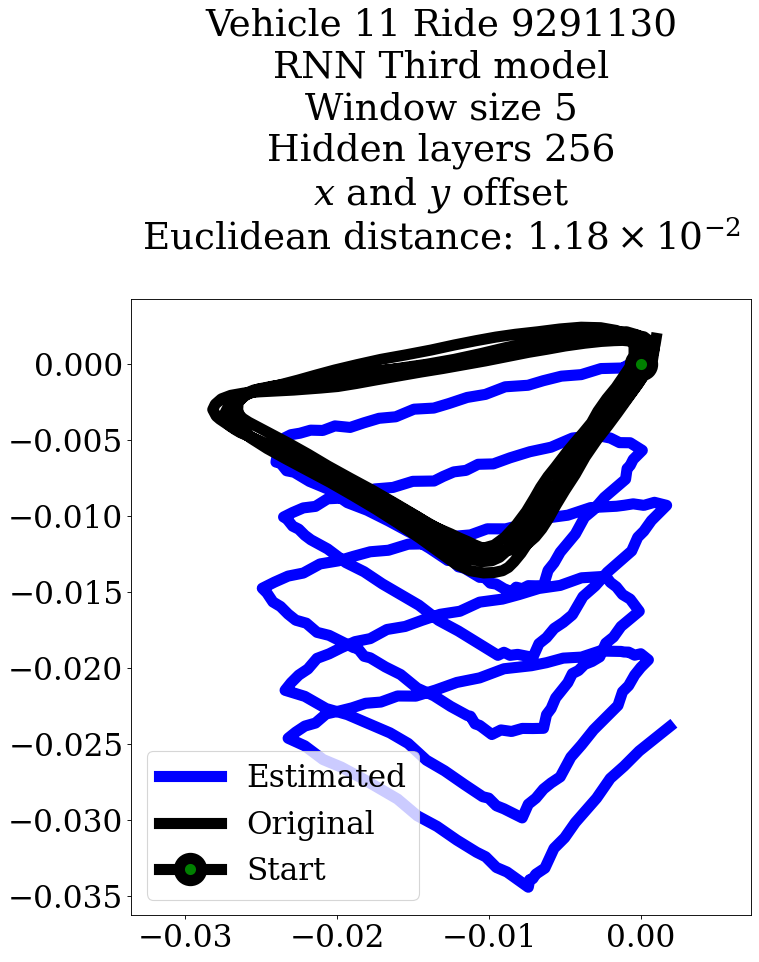 Vehicle 11 Ride 9291130
RNN Third model
Window size 5
Hidden layers 256
x and y offset
Euclidean distance: 1.18 × 10⁻²
0.000
−0.005
−0.010
−0.015
−0.020
−0.025
−0.030
−0.035
Estimated
Original
Start
−0.03 −0.02 −0.01 0.00